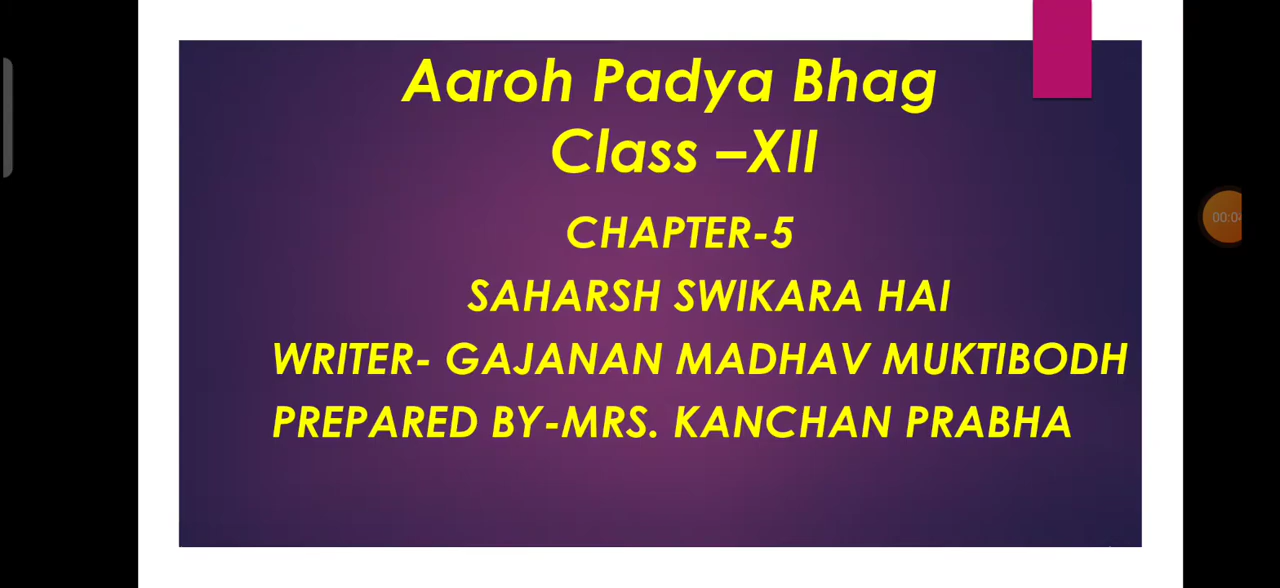 Aaroh Padya Bhag
Class –XII
CHAPTER-5
SAHARSH SWIKARA HAI
WRITER- GAJANAN MADHAV MUKTIBODH
PREPARED BY-MRS. KANCHAN PRABHA